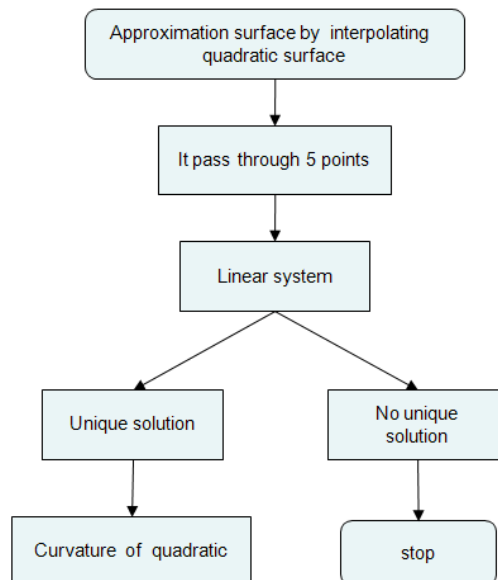 Approximation surface by interpolating
quadratic surface
It pass through 5 points
Linear system
Unique solution
No unique
solution
Curvature of quadratic
stop